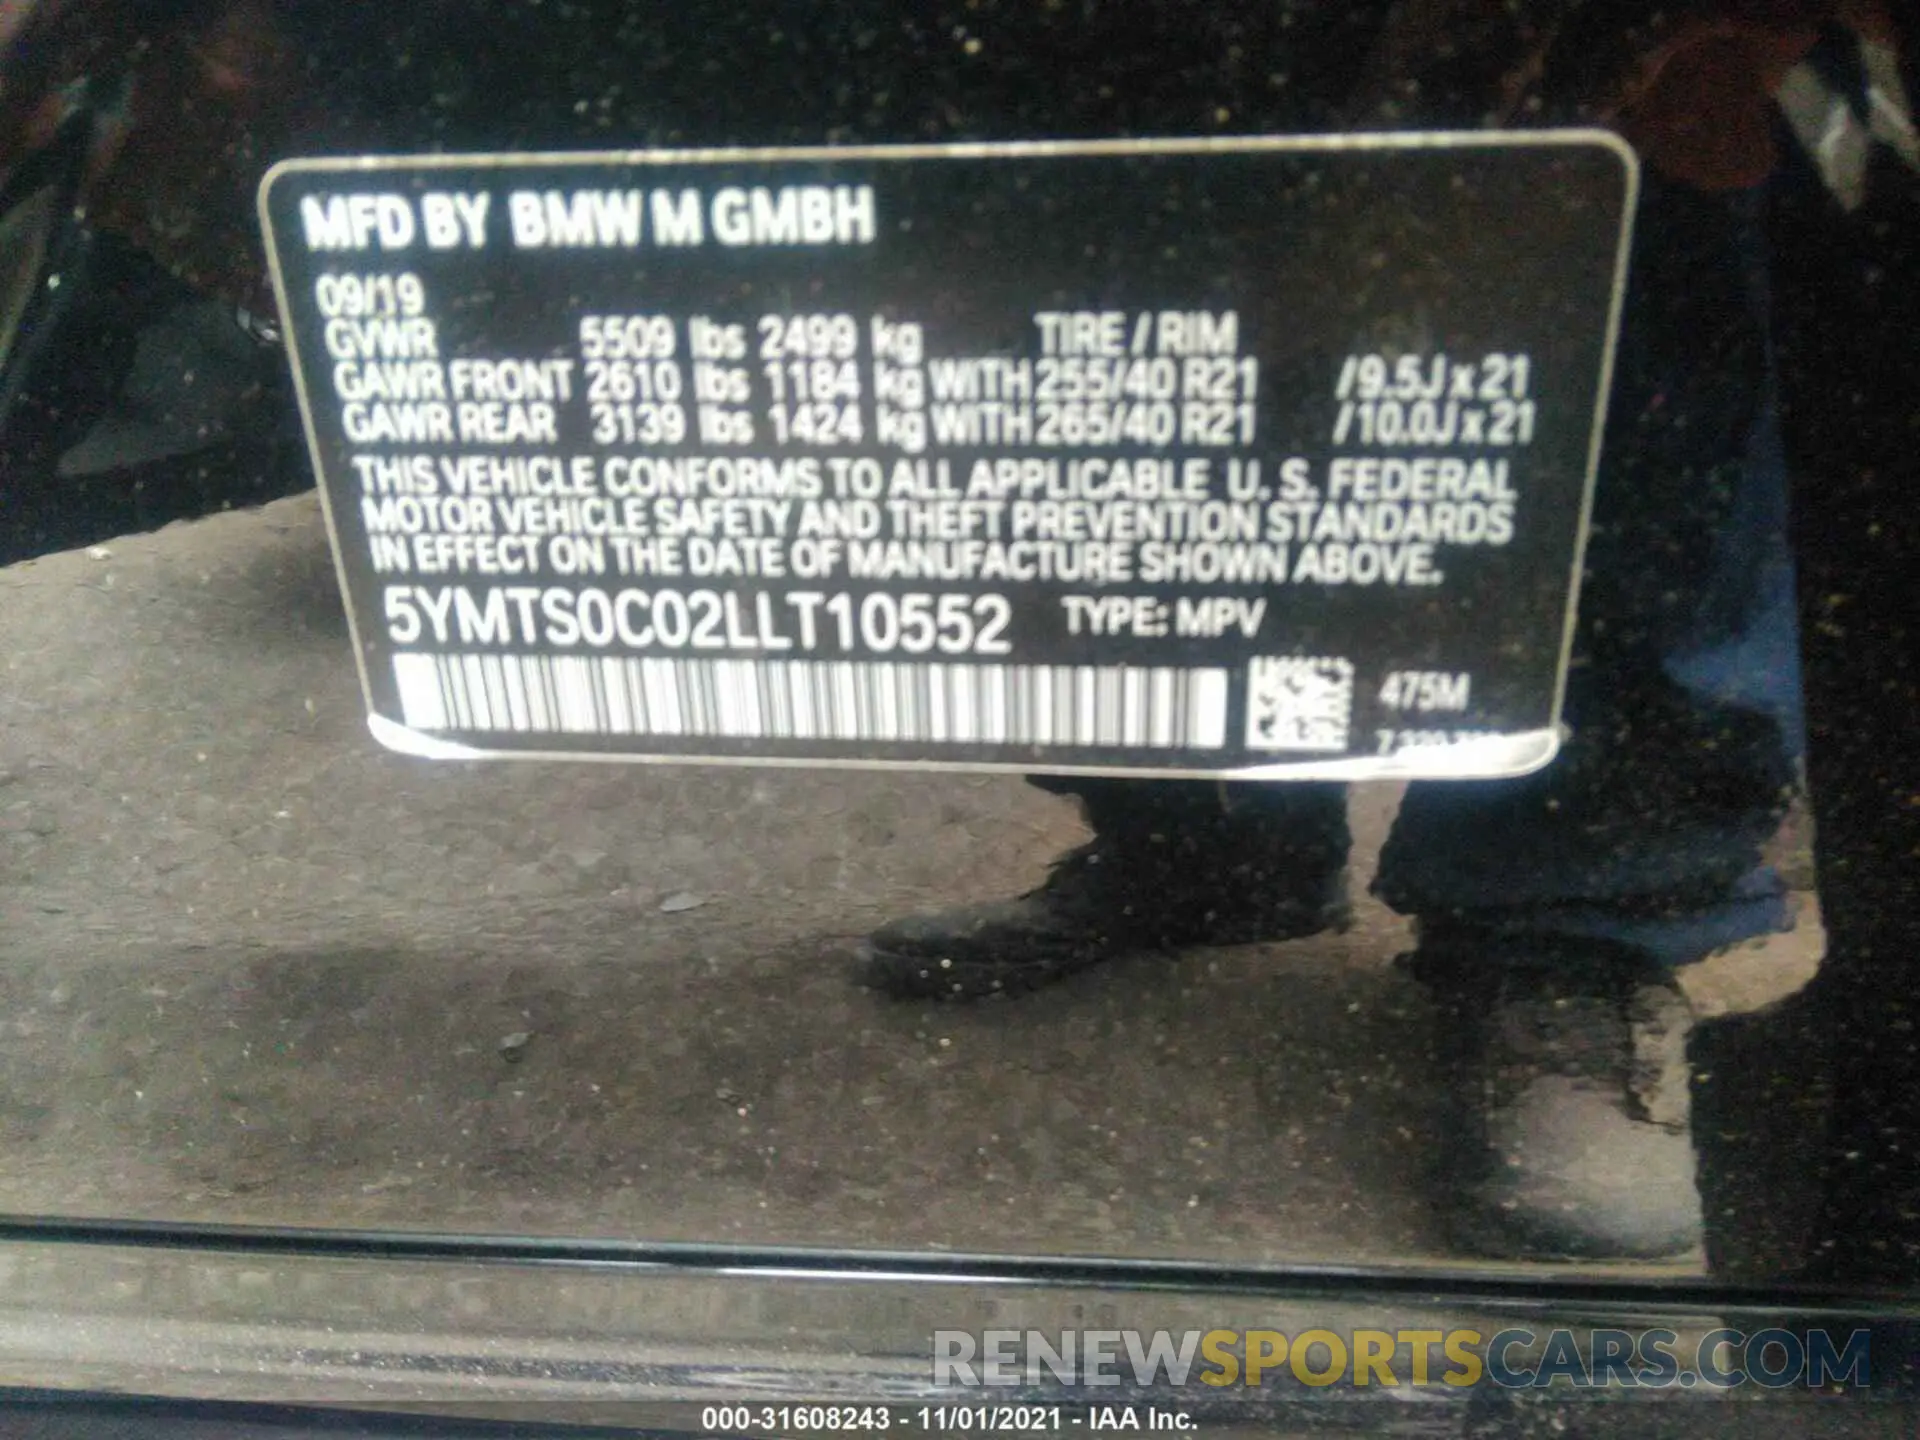 MFD BY BMW M GMBH
09/19
GVWR 5509 lbs 2499 kg TIRE / RIM
GAWR FRONT 2610 lbs 1184 kg WITH 255/40 R21 /9.5J x 21
GAWR REAR 3139 lbs 1424 kg WITH 265/40 R21 /10.0J x 21
THIS VEHICLE CONFORMS TO ALL APPLICABLE U. S. FEDERAL
MOTOR VEHICLE SAFETY AND THEFT PREVENTION STANDARDS
IN EFFECT ON THE DATE OF MANUFACTURE SHOWN ABOVE.
5YMTS0C02LLT10552 TYPE: MPV
475M
RENEWSPORTSCARS.COM
000-31608243 - 11/01/2021 - IAA Inc.